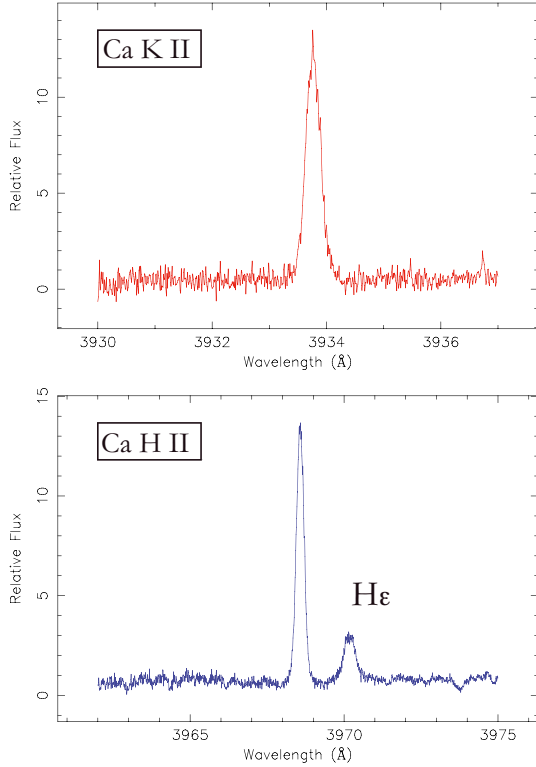 Ca K II
10
5
0
Relative Flux
3930
3932
3934
3936
Wavelength (Å)
Ca H II
15
10
5
0
Relative Flux
Hε
3965
3970
3975
Wavelength (Å)